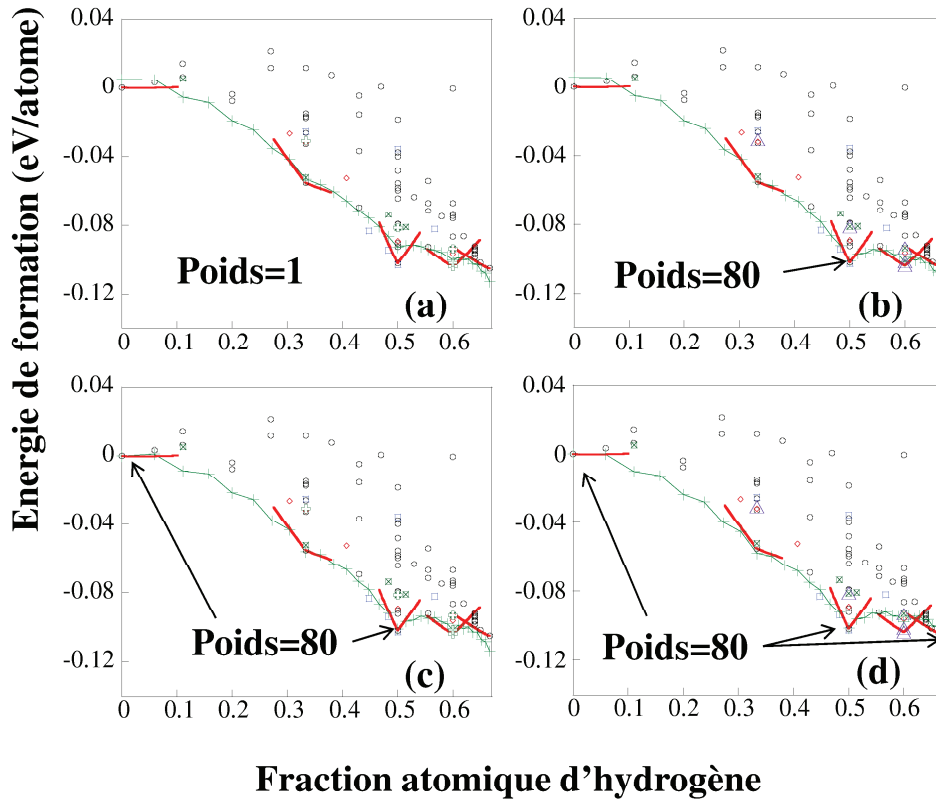 Energie de formation (eV/atome)
0.04
0
-0.04
-0.08
-0.12
Poids=1
(a)
0 0.1 0.2 0.3 0.4 0.5 0.6
0.04
0
-0.04
-0.08
-0.12
Poids=80
(b)
0 0.1 0.2 0.3 0.4 0.5 0.6
0.04
0
-0.04
-0.08
-0.12
Poids=80
(c)
0 0.1 0.2 0.3 0.4 0.5 0.6
0.04
0
-0.04
-0.08
-0.12
Poids=80
(d)
0 0.1 0.2 0.3 0.4 0.5 0.6
Fraction atomique d'hydrogène